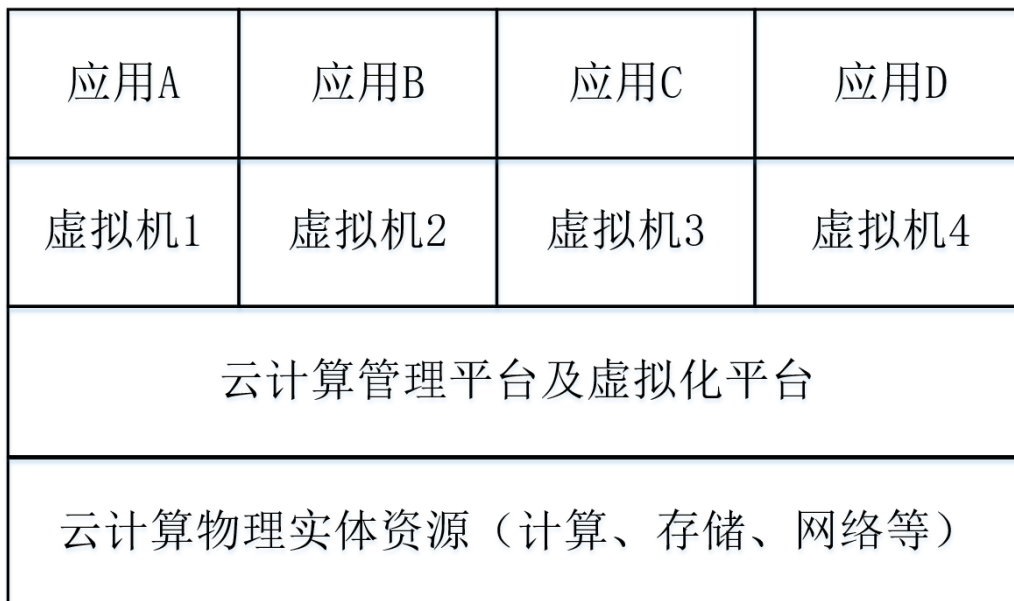 应用A 应用B 应用C 应用D
虚拟机1 虚拟机2 虚拟机3 虚拟机4
云计算管理平台及虚拟化平台
云计算物理实体资源（计算、存储、网络等）